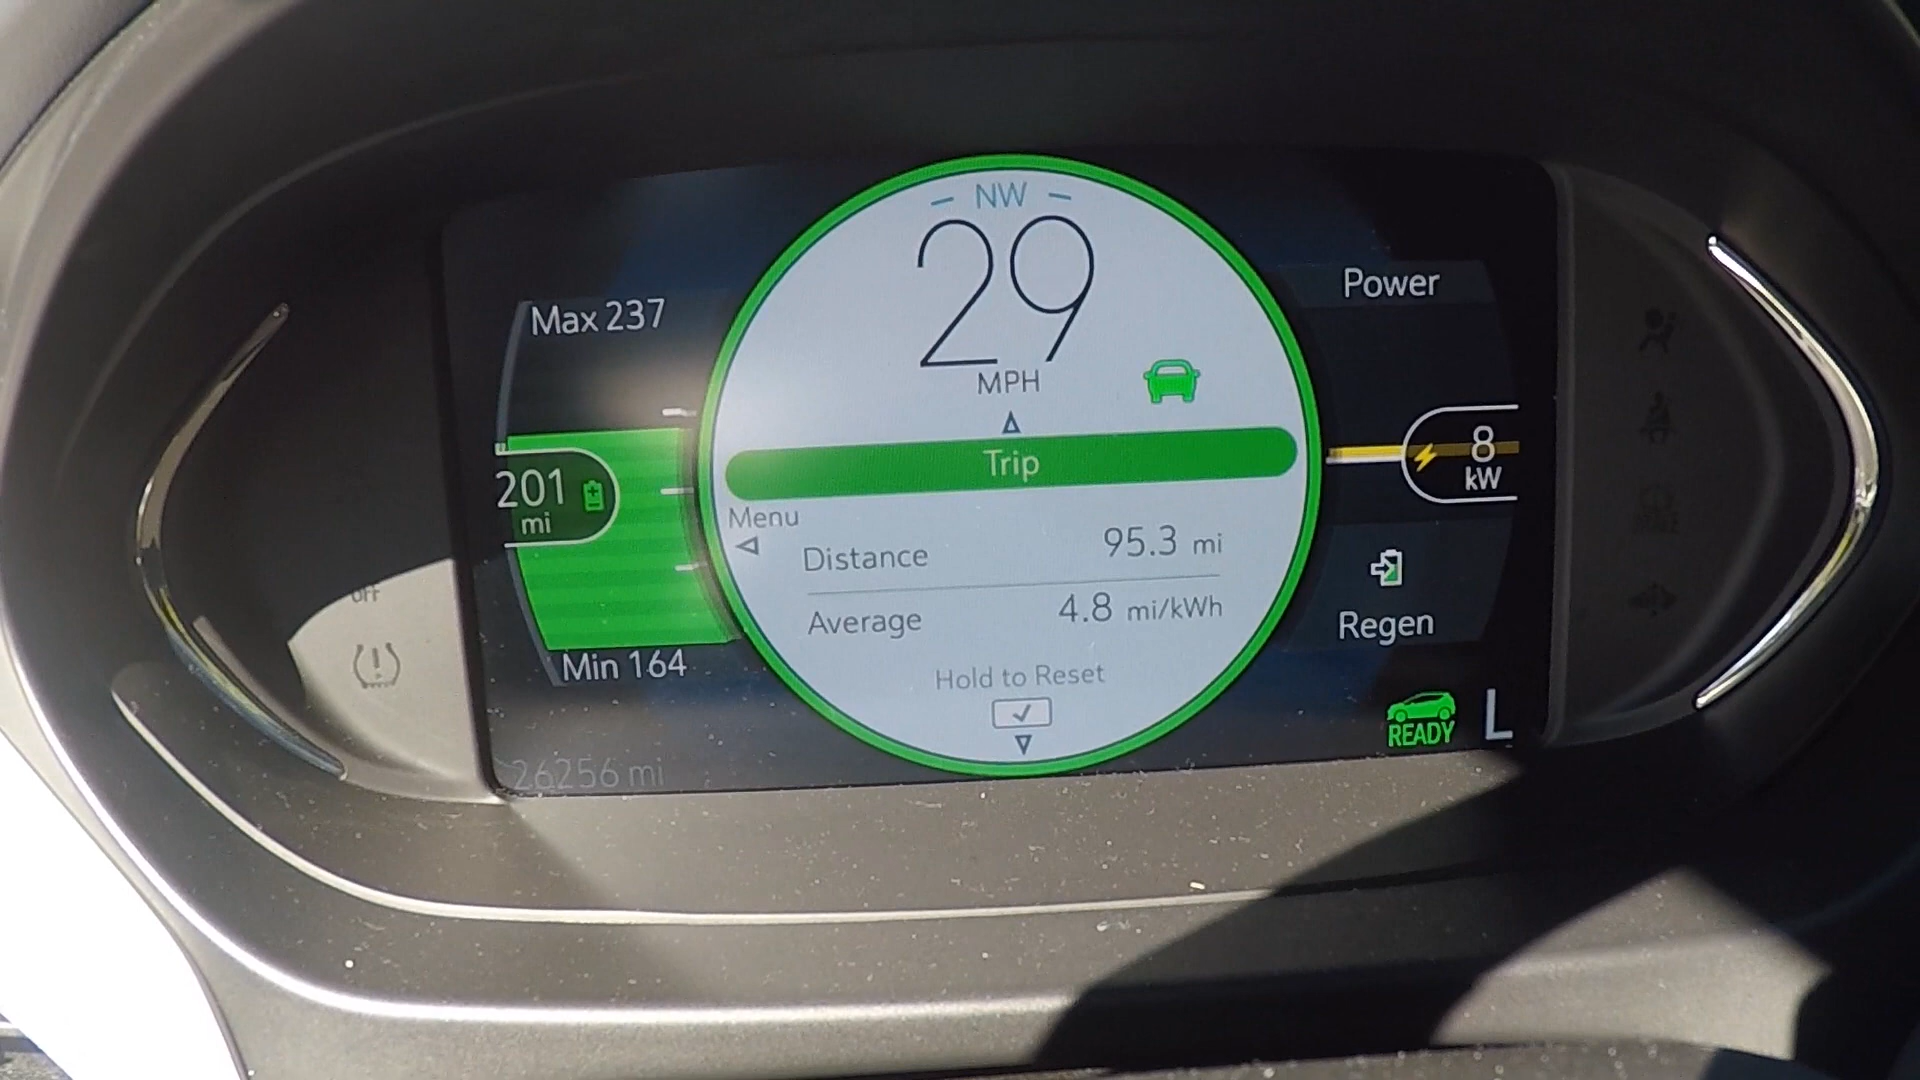 NW
29
MPH
Max 237
Power
201
mi
Trip
8
kW
Menu
Distance 95.3 mi
Average 4.8 mi/kWh
Regen
Min 164
Hold to Reset
READY L
26256 mi
OFF